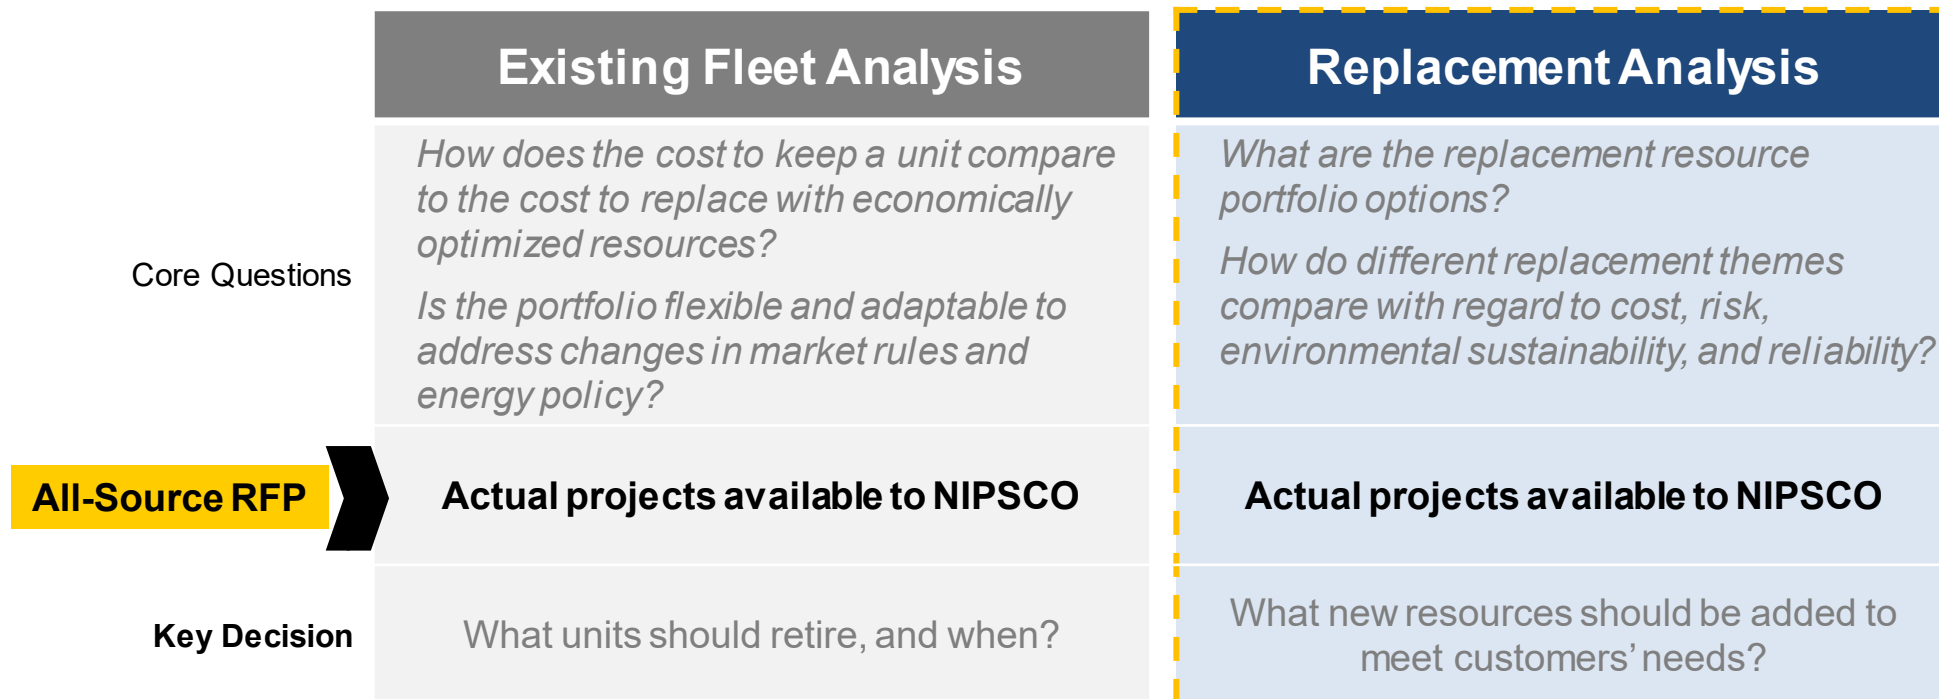 Existing Fleet Analysis
Replacement Analysis
Core Questions
How does the cost to keep a unit compare
to the cost to replace with economically
optimized resources?
Is the portfolio flexible and adaptable to
address changes in market rules and
energy policy?
What are the replacement resource
portfolio options?
How do different replacement themes
compare with regard to cost, risk,
environmental sustainability, and reliability?
All-Source RFP
Actual projects available to NIPSCO
Actual projects available to NIPSCO
Key Decision
What units should retire, and when?
What new resources should be added to
meet customers’ needs?